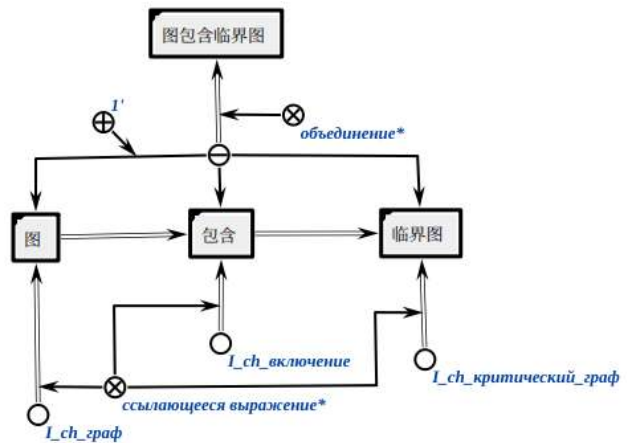 图包含临界图
1'
объединение*
图
包含
临界图
I_ch_включение
I_ch_критический_граф
ссылающееся выражение*
I_ch_граф